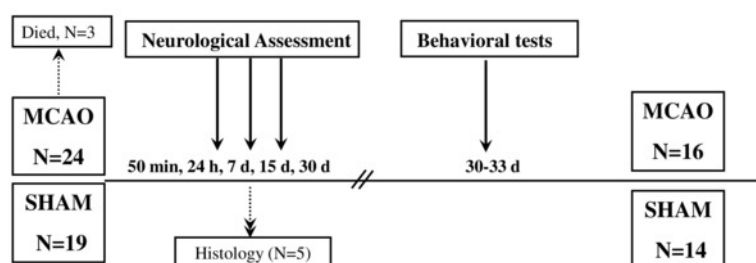 Died, N=3
Neurological Assessment
Behavioral tests
MCAO
N=24
MCAO
N=16
50 min, 24 h, 7 d, 15 d, 30 d
30-33 d
SHAM
N=19
SHAM
N=14
Histology (N=5)